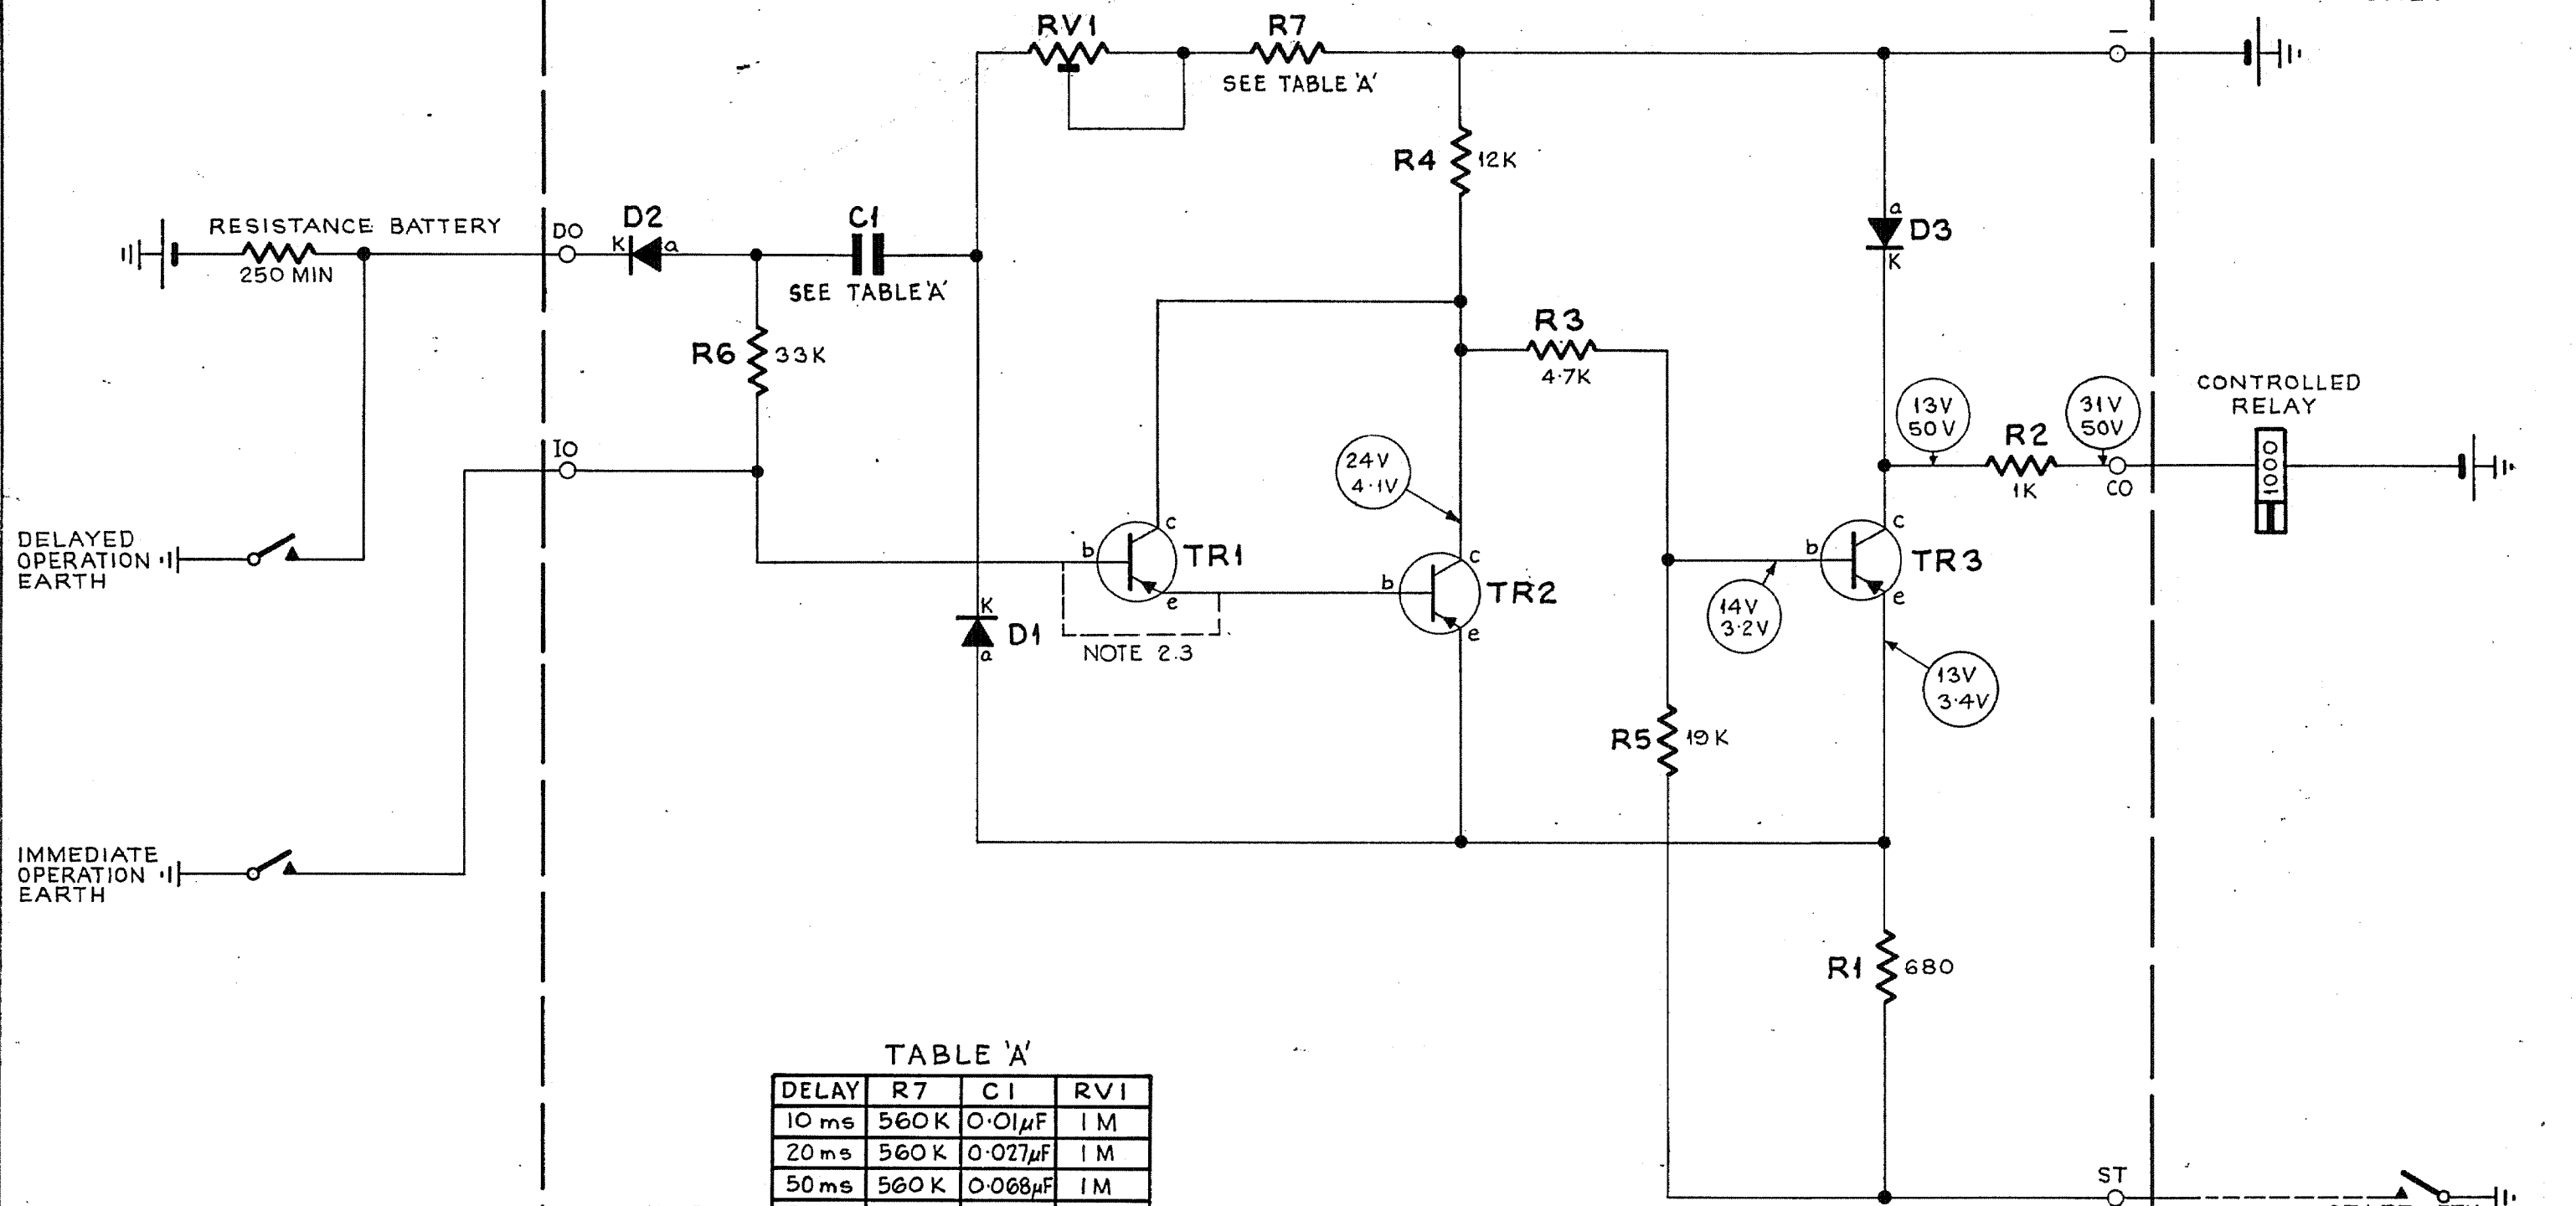 RV1
R7
SEE TABLE 'A'
–
R4
12K
RESISTANCE BATTERY
250 MIN
DO
D2
K
a
C1
SEE TABLE 'A'
a
D3
K
R6
33K
R3
4·7K
IO
24V
4·1V
13V
50V
R2
1K
31V
50V
CO
CONTROLLED
RELAY
1000
DELAYED
OPERATION
EARTH
b
c
TR1
e
b
c
TR2
e
b
c
TR3
e
14V
3·2V
K
D1
a
NOTE 2.3
13V
3·4V
R5
19K
IMMEDIATE
OPERATION
EARTH
R1
680
TABLE 'A'
DELAY R7 C1 RV1
10 ms 560K 0·01µF 1M
20 ms 560K 0·027µF 1M
50 ms 560K 0·068µF 1M
ST